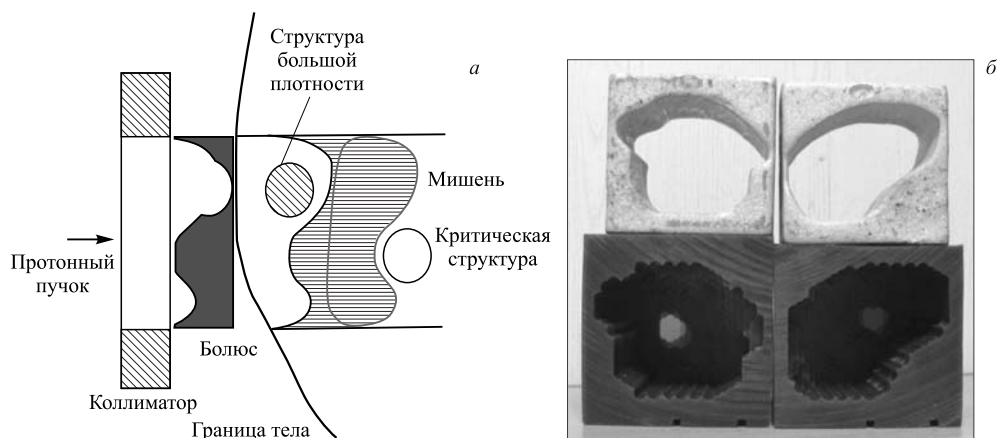 Структура
большой
плотности
а
б
Мишень
Критическая
структура
Протонный
пучок
Болюс
Коллиматор
Граница тела